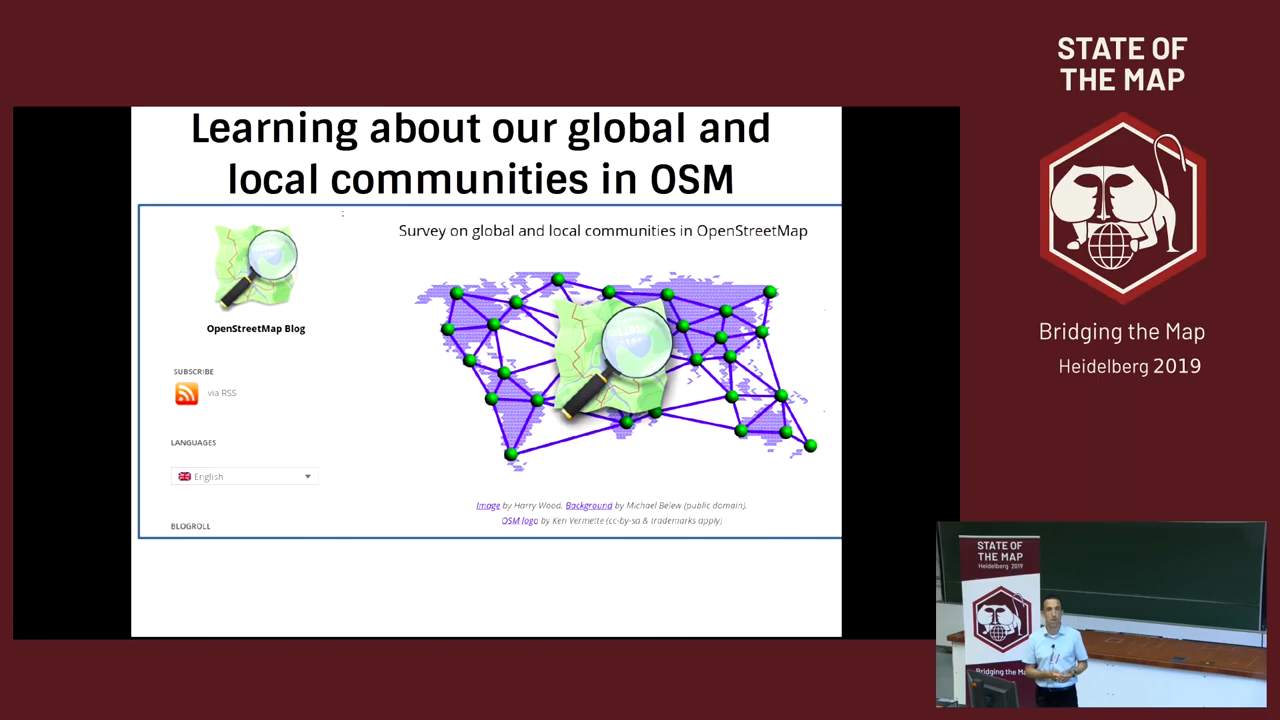 STATE OF
THE MAP
Learning about our global and
local communities in OSM
Survey on global and local communities in OpenStreetMap
OpenStreetMap Blog
SUBSCRIBE
via RSS
LANGUAGES
English
BLOGROLL
Image by Harry Wood. Background by Michael Belew (public domain).
OSM logo by Ken Vermette (cc-by-sa & trademarks apply)
Bridging the Map
Heidelberg 2019
STATE OF
THE MAP
Heidelberg 2019
Bridging the Ma